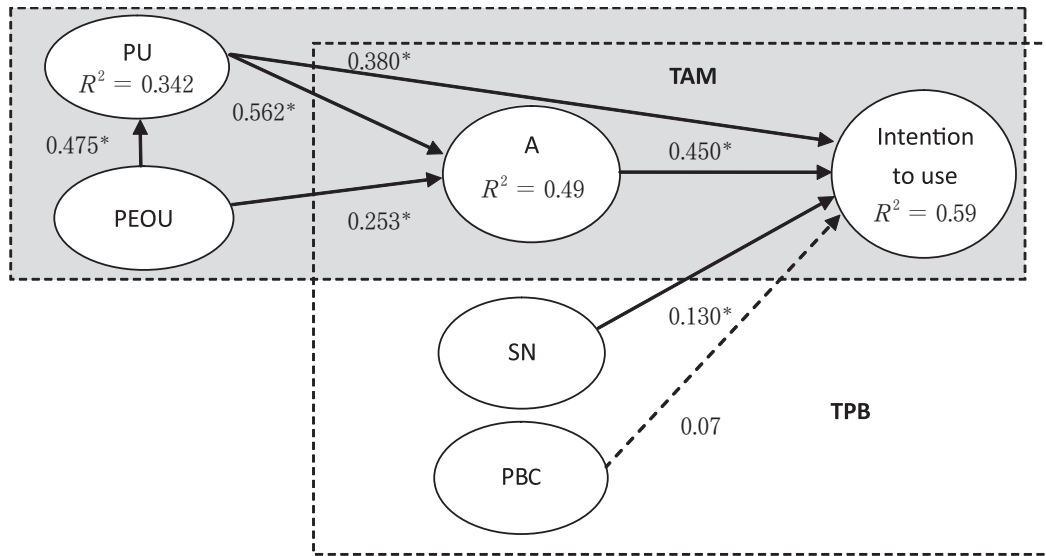 PU
R² = 0.342
0.380*
TAM
0.562*
0.475*
A
R² = 0.49
0.450*
Intention
to use
R² = 0.59
PEOU
0.253*
SN
0.130*
TPB
0.07
PBC